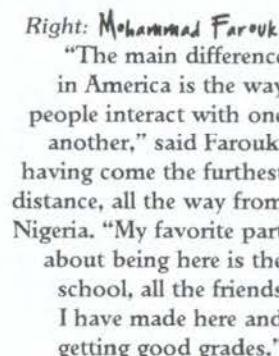 Right: Mohammad Farouk
"The main difference
in America is the way
people interact with one
another," said Farouk
having come the furthest
distance, all the way from
Nigeria. "My favorite part
about being here is the
school, all the friends
I have made here and
getting good grades."